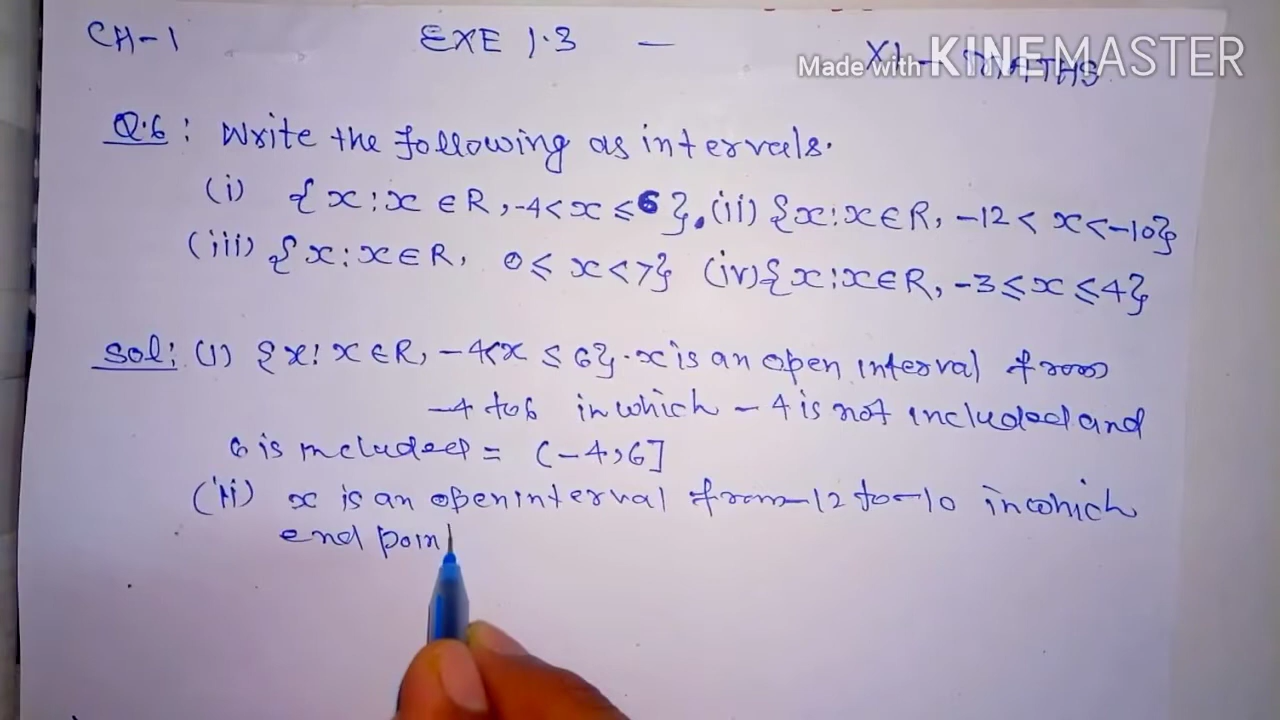 CH-1 EXE 1.3 — XI - MATHS
Made with KINEMASTER
Q.6: Write the following as intervals.
(i) {x:x ∈R, -4< x ≤6}. (ii) {x:x∈R, -12< x<-10}
(iii) {x:x∈R, 0≤ x<7} (iv){x:x∈R, -3≤x≤4}
Sol: (1) {x: x∈R, -4<x ≤ 6}. x is an open interval from
-4 to 6 in which -4 is not included and
6 is included = (-4,6]
(ii) x is an open interval from -12 to -10 in which
end poin